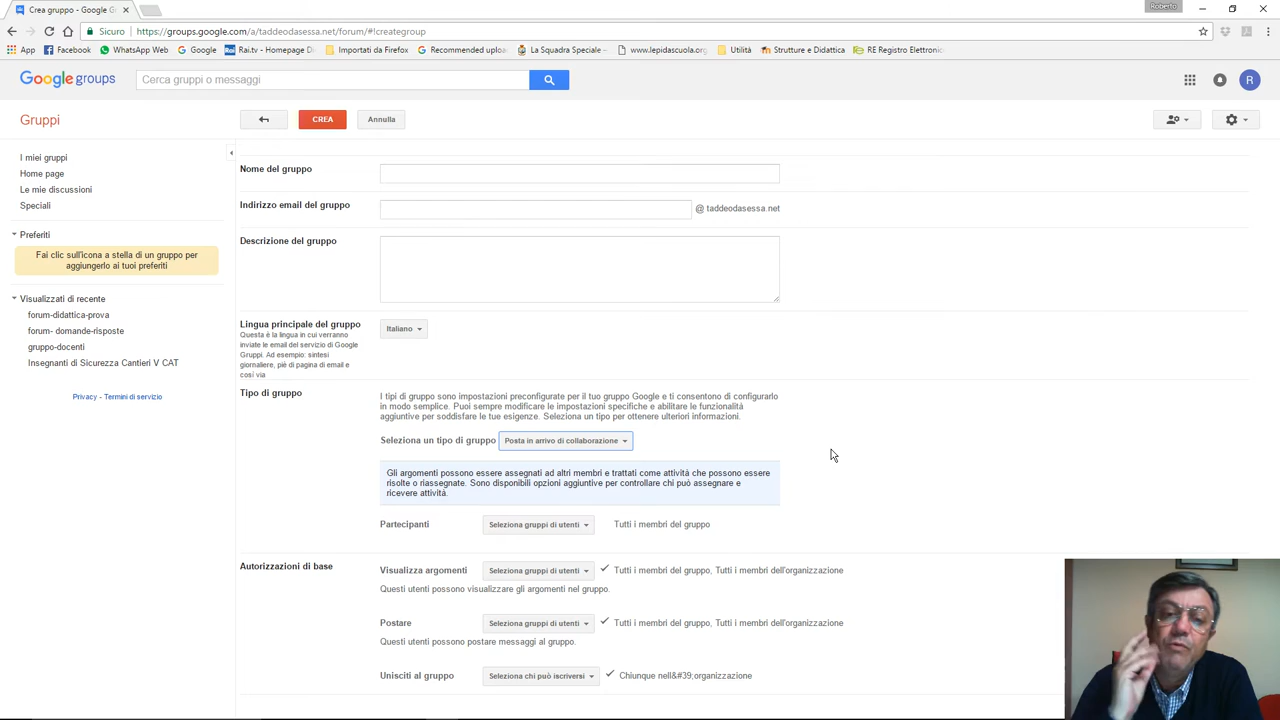 Crea gruppo - Google G
Roberto
Sicuro
https://groups.google.com/a/taddeodasessa.net/forum/#!creategroup
App
Facebook
WhatsApp Web
Google
Rai.tv - Homepage D
Importati da Firefox
Recommended upload
La Squadra Speciale -
www.lepidascuola.org
Utilità
Strutture e Didattica
RE Registro Elettronic
Google groups
Cerca gruppi o messaggi
R
Gruppi
CREA
Annulla
I miei gruppi
Home page
Le mie discussioni
Speciali
Preferiti
Fai clic sull'icona a stella di un gruppo per
aggiungerlo ai tuoi preferiti
Visualizzati di recente
forum-didattica-prova
forum- domande-risposte
gruppo-docenti
Insegnanti di Sicurezza Cantieri V CAT
Privacy - Termini di servizio
Nome del gruppo
Indirizzo email del gruppo
@ taddeodasessa.net
Descrizione del gruppo
Lingua principale del gruppo
Questa è la lingua in cui verranno
inviate le email del servizio di Google
Gruppi. Ad esempio: sintesi
giornaliere, piè di pagina di email e
così via
Italiano
Tipo di gruppo
I tipi di gruppo sono impostazioni preconfigurate per il tuo gruppo Google e ti consentono di configurarlo
in modo semplice. Puoi sempre modificare le impostazioni specifiche e abilitare le funzionalità
aggiuntive per soddisfare le tue esigenze. Seleziona un tipo per ottenere ulteriori informazioni.
Seleziona un tipo di gruppo
Posta in arrivo di collaborazione
Gli argomenti possono essere assegnati ad altri membri e trattati come attività che possono essere
risolte o riassegnate. Sono disponibili opzioni aggiuntive per controllare chi può assegnare e
ricevere attività.
Partecipanti
Seleziona gruppi di utenti
Tutti i membri del gruppo
Autorizzazioni di base
Visualizza argomenti
Seleziona gruppi di utenti
Tutti i membri del gruppo, Tutti i membri dell'organizzazione
Questi utenti possono visualizzare gli argomenti nel gruppo.
Postare
Seleziona gruppi di utenti
Tutti i membri del gruppo, Tutti i membri dell'organizzazione
Questi utenti possono postare messaggi al gruppo.
Unisciti al gruppo
Seleziona chi può iscriversi
Chiunque nell&#39;organizzazione